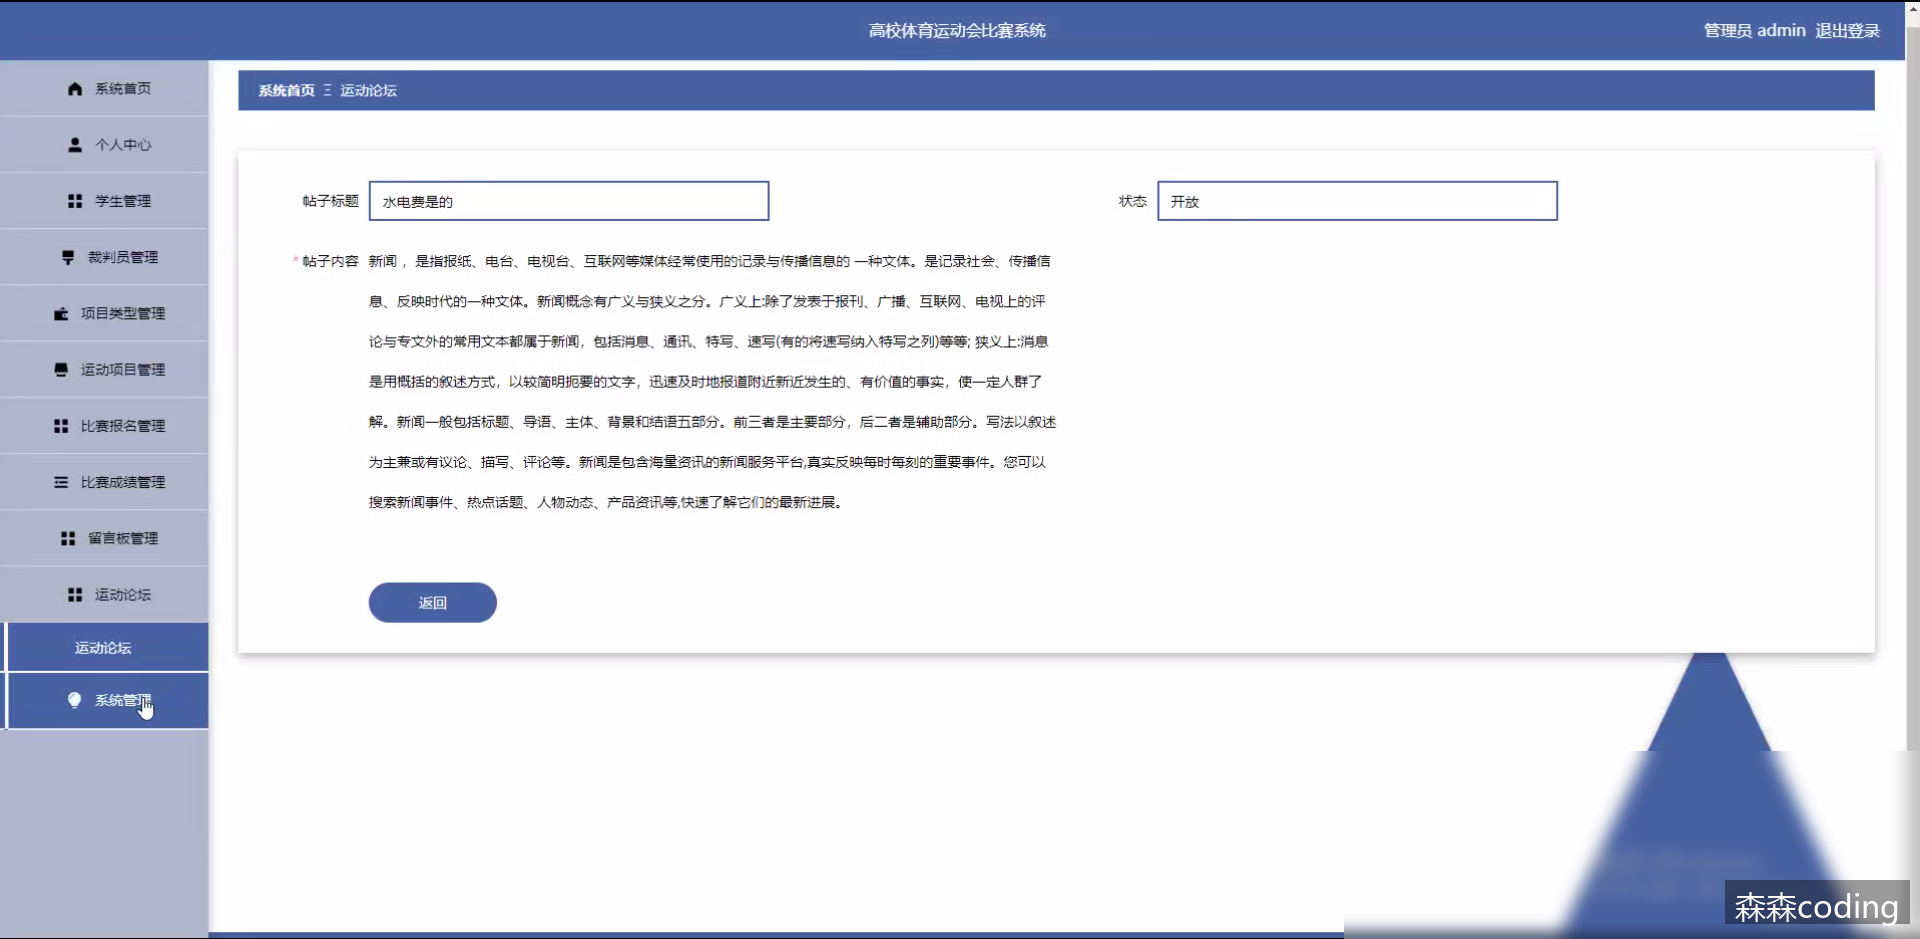 高校体育运动会比赛系统
管理员 admin 退出登录
系统首页
个人中心
学生管理
裁判员管理
项目类型管理
运动项目管理
比赛报名管理
比赛成绩管理
留言板管理
运动论坛
运动论坛
系统管理
系统首页 Ξ 运动论坛
帖子标题 水电费是的
状态 开放
* 帖子内容
新闻 ，是指报纸、电台、电视台、互联网等媒体经常使用的记录与传播信息的 一种文体。是记录社会、传播信
息、反映时代的一种文体。新闻概念有广义与狭义之分。广义上:除了发表于报刊、广播、互联网、电视上的评
论与专文外的常用文本都属于新闻，包括消息、通讯、特写、速写(有的将速写纳入特写之列)等等; 狭义上:消息
是用概括的叙述方式，以较简明扼要的文字，迅速及时地报道附近新近发生的、有价值的事实，使一定人群了
解。新闻一般包括标题、导语、主体、背景和结语五部分。前三者是主要部分，后二者是辅助部分。写法以叙述
为主兼或有议论、描写、评论等。新闻是包含海量资讯的新闻服务平台,真实反映每时每刻的重要事件。您可以
搜索新闻事件、热点话题、人物动态、产品资讯等,快速了解它们的最新进展。
返回
森森coding